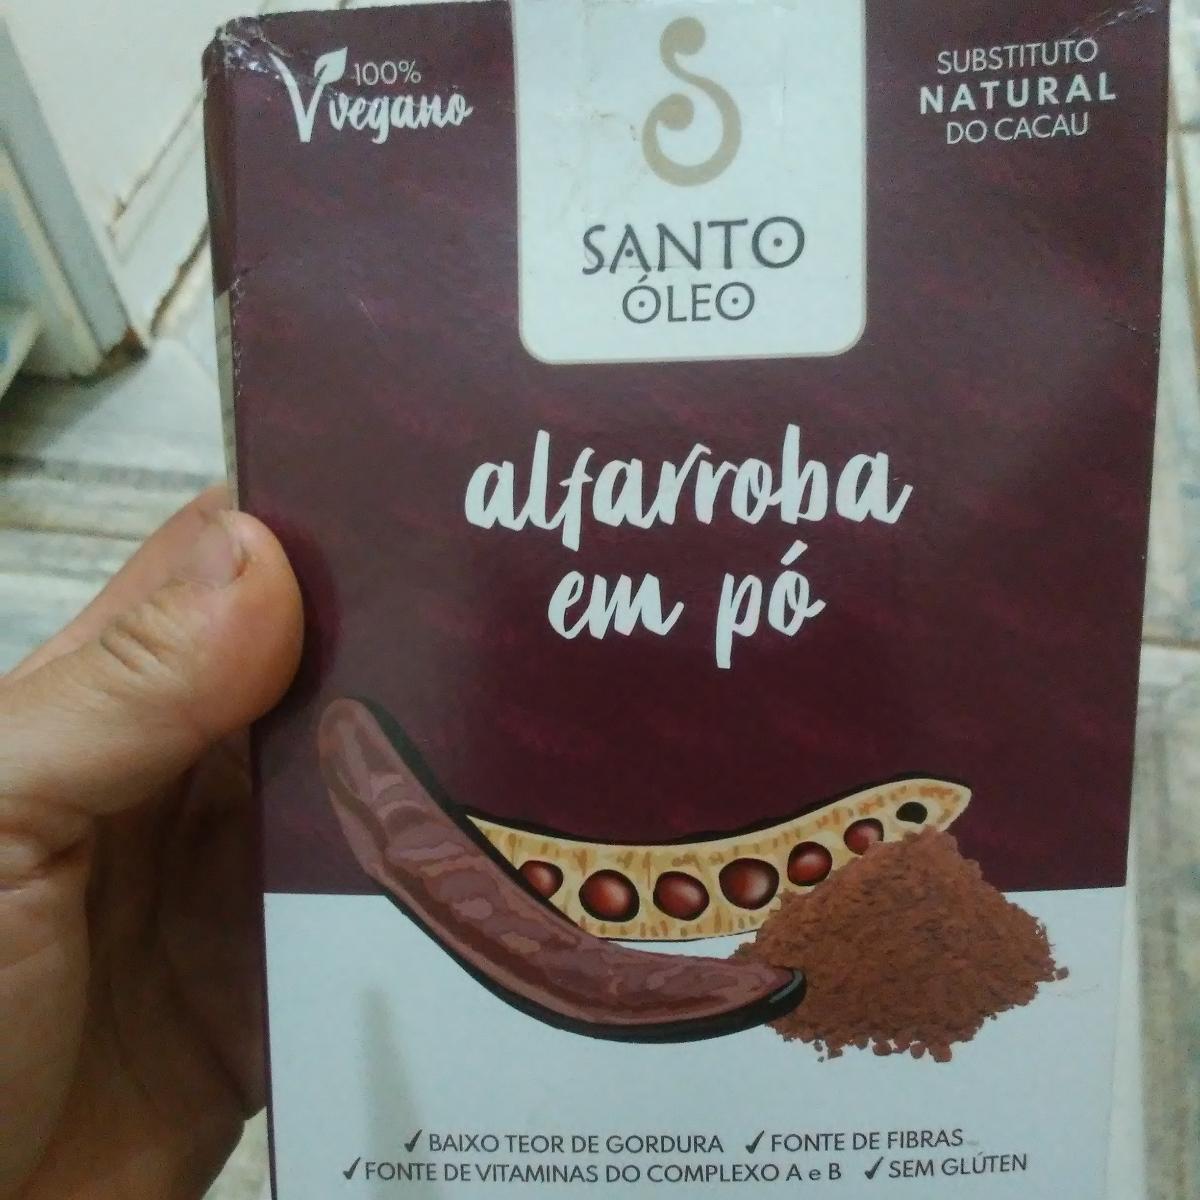 100%
vegano
SUBSTITUTO
NATURAL
DO CACAU
SANTO
ÓLEO
alfarroba
em pó
✓ BAIXO TEOR DE GORDURA ✓ FONTE DE FIBRAS
✓ FONTE DE VITAMINAS DO COMPLEXO A e B ✓ SEM GLÚTEN